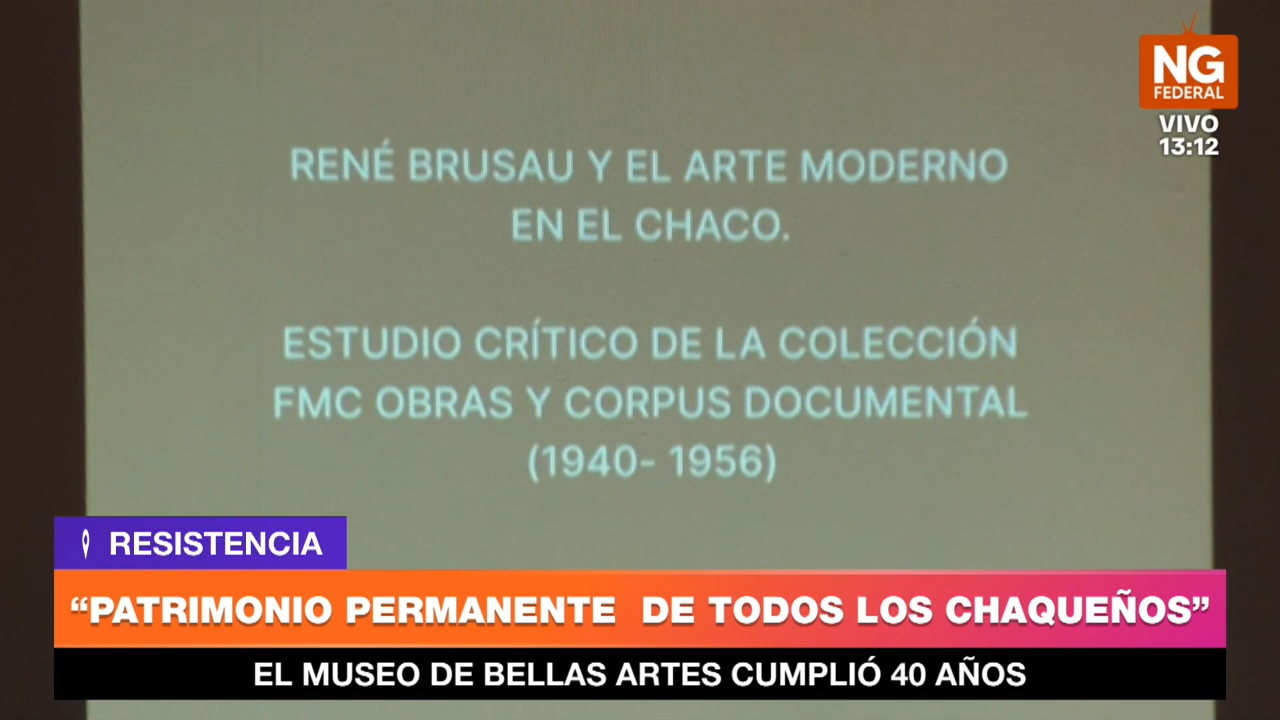 NG
FEDERAL
VIVO
13:12
RENÉ BRUSAU Y EL ARTE MODERNO
EN EL CHACO.
ESTUDIO CRÍTICO DE LA COLECCIÓN
FMC OBRAS Y CORPUS DOCUMENTAL
(1940- 1956)
RESISTENCIA
“PATRIMONIO PERMANENTE DE TODOS LOS CHAQUEÑOS”
EL MUSEO DE BELLAS ARTES CUMPLIÓ 40 AÑOS